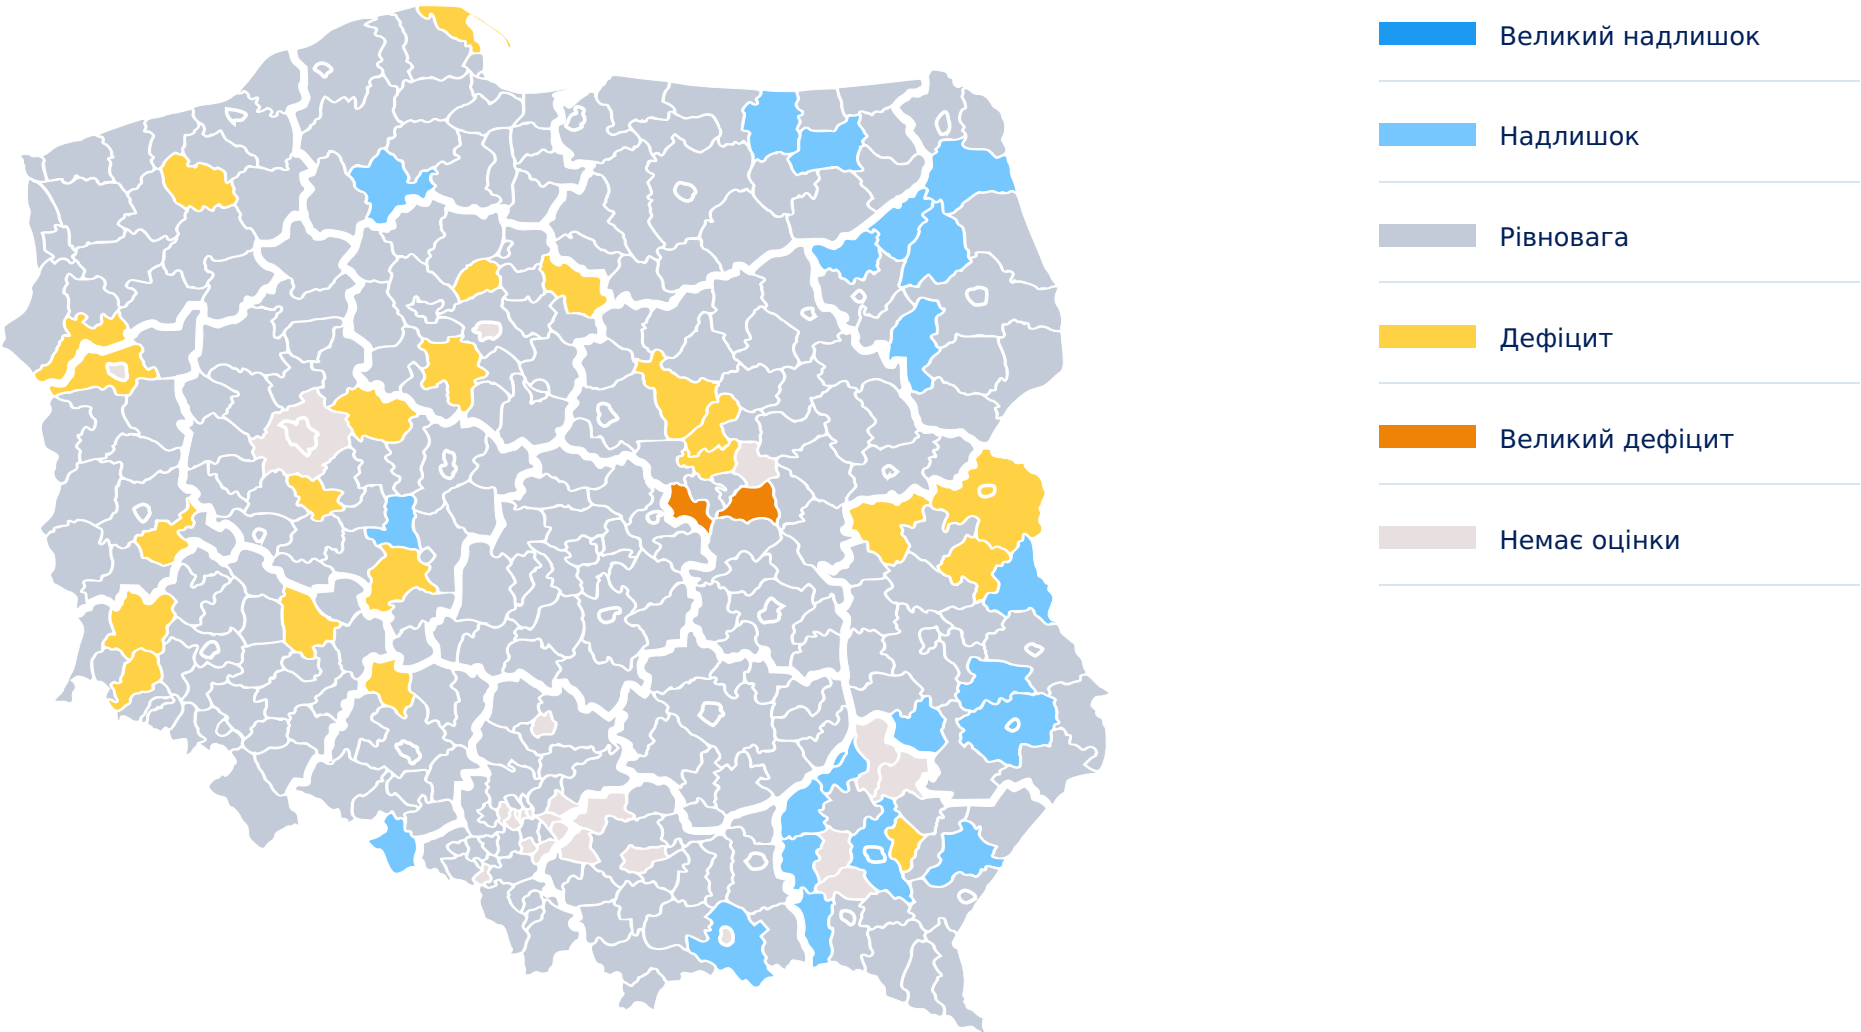 Великий надлишок
Надлишок
Рівновага
Дефіцит
Великий дефіцит
Немає оцінки